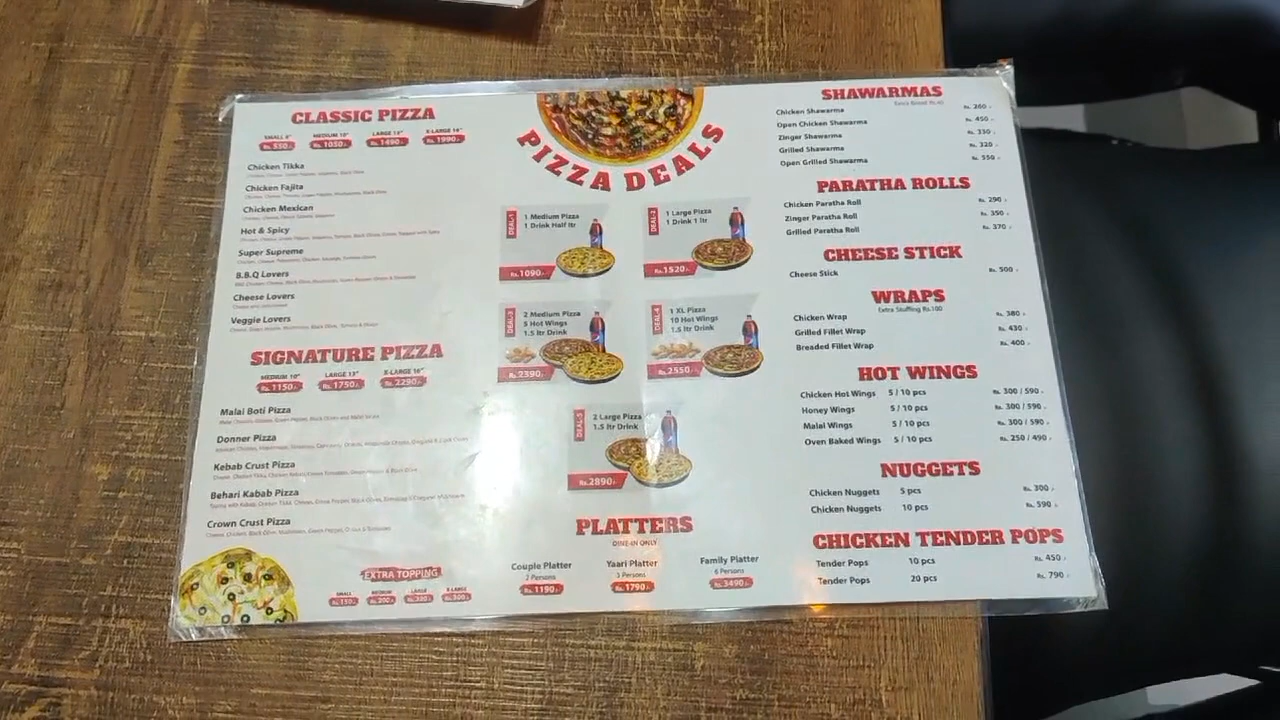 CLASSIC PIZZA
SMALL 6" MEDIUM 10" LARGE 13" X-LARGE 16"
Rs. 550/- Rs. 1050/- Rs. 1490/- Rs. 1990/-
Chicken Tikka
Chicken Fajita
Chicken Mexican
Hot & Spicy
Super Supreme
B.B.Q Lovers
Cheese Lovers
Veggie Lovers
SIGNATURE PIZZA
MEDIUM 10" LARGE 13" X-LARGE 16"
Rs. 1150/- Rs. 1750/- Rs. 2290/-
Malai Boti Pizza
Donner Pizza
Kebab Crust Pizza
Behari Kabab Pizza
Crown Crust Pizza
EXTRA TOPPING
SMALL MEDIUM LARGE X-LARGE
Rs. 150/- Rs. 200/- Rs. 300/-
PIZZA DEALS
DEAL-1
1 Medium Pizza
1 Drink Half ltr
Rs. 1090/-
DEAL-2
1 Large Pizza
1 Drink 1 ltr
Rs. 1520/-
DEAL-3
2 Medium Pizza
5 Hot Wings
1.5 ltr Drink
Rs. 2390/-
DEAL-4
1 XL Pizza
10 Hot Wings
1.5 ltr Drink
Rs. 2550/-
DEAL-5
2 Large Pizza
1.5 ltr Drink
Rs. 2890/-
PLATTERS
DINE-IN ONLY
Couple Platter
2 Persons
Rs. 1190/-
Yaari Platter
3 Persons
Rs. 1790/-
Family Platter
6 Persons
Rs. 3490/-
SHAWARMAS
Chicken Shawarma Rs. 260/-
Open Chicken Shawarma Rs. 450/-
Zinger Shawarma Rs. 330/-
Grilled Shawarma Rs. 320/-
Open Grilled Shawarma Rs. 550/-
PARATHA ROLLS
Chicken Paratha Roll Rs. 290/-
Zinger Paratha Roll Rs. 350/-
Grilled Paratha Roll Rs. 370/-
CHEESE STICK
Cheese Stick Rs. 500/-
WRAPS
Extra Stuffing Rs.100
Chicken Wrap Rs. 380/-
Grilled Fillet Wrap Rs. 430/-
Breaded Fillet Wrap Rs. 400/-
HOT WINGS
Chicken Hot Wings 5 / 10 pcs Rs. 300 / 590/-
Honey Wings 5 / 10 pcs Rs. 300 / 590/-
Malai Wings 5 / 10 pcs Rs. 300 / 590/-
Oven Baked Wings 5 / 10 pcs Rs. 250 / 490/-
NUGGETS
Chicken Nuggets 5 pcs Rs. 300/-
Chicken Nuggets 10 pcs Rs. 590/-
CHICKEN TENDER POPS
Tender Pops 10 pcs Rs. 450/-
Tender Pops 20 pcs Rs. 790/-